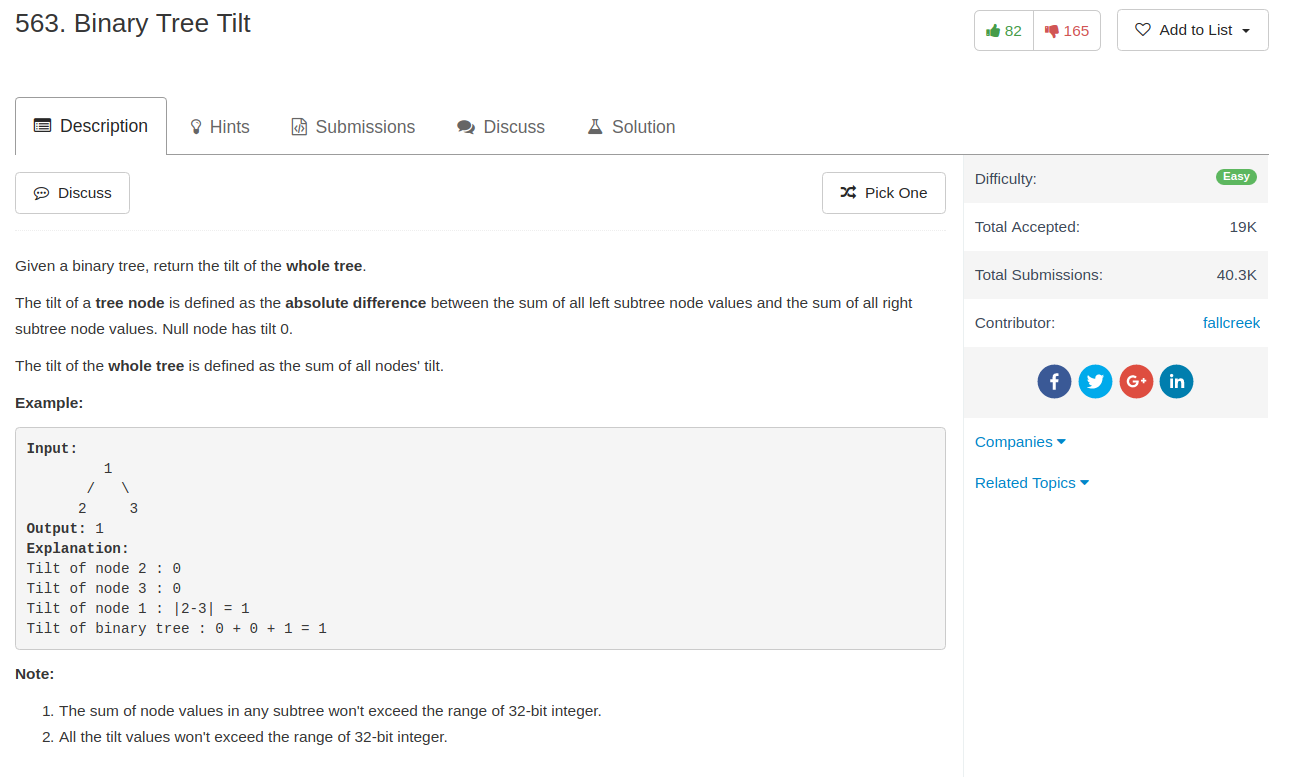 563. Binary Tree Tilt
82
165
Add to List
Description
Hints
Submissions
Discuss
Solution
Discuss
Pick One
Given a binary tree, return the tilt of the whole tree.
The tilt of a tree node is defined as the absolute difference between the sum of all left subtree node values and the sum of all right
subtree node values. Null node has tilt 0.
The tilt of the whole tree is defined as the sum of all nodes' tilt.
Example:
Input:
         1
       /   \
      2     3
Output: 1
Explanation:
Tilt of node 2 : 0
Tilt of node 3 : 0
Tilt of node 1 : |2-3| = 1
Tilt of binary tree : 0 + 0 + 1 = 1
Note:
1. The sum of node values in any subtree won't exceed the range of 32-bit integer.
2. All the tilt values won't exceed the range of 32-bit integer.
Difficulty: Easy
Total Accepted: 19K
Total Submissions: 40.3K
Contributor: fallcreek
f
G+
in
Companies
Related Topics